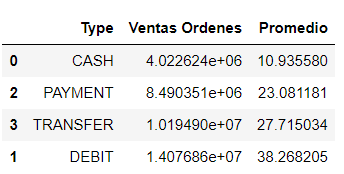 Type Ventas Ordenes Promedio
0 CASH 4.022624e+06 10.935580
2 PAYMENT 8.490351e+06 23.081181
3 TRANSFER 1.019490e+07 27.715034
1 DEBIT 1.407686e+07 38.268205